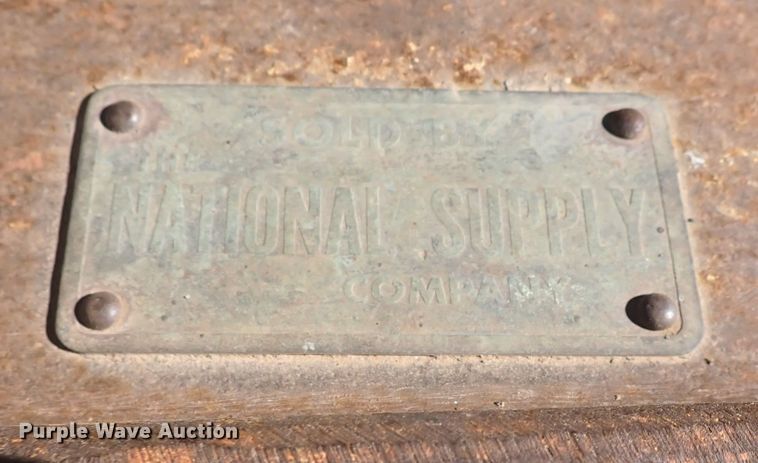 SOLD BY
THE
NATIONAL SUPPLY
COMPANY
Purple Wave Auction